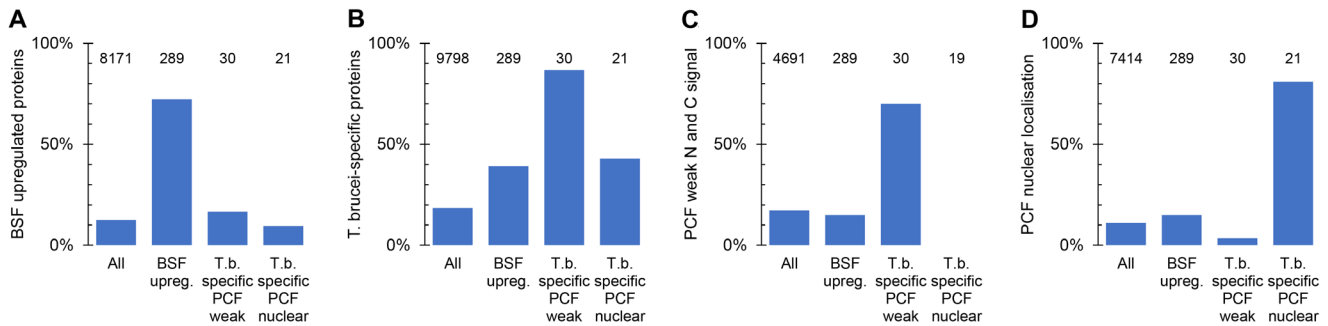 A
BSF upregulated proteins
100%
50%
0%
8171 289 30 21
All
BSF
upreg.
T.b.
specific
PCF
weak
T.b.
specific
PCF
nuclear
B
T. brucei-specific proteins
100%
50%
0%
9798 289 30 21
All
BSF
upreg.
T.b.
specific
PCF
weak
T.b.
specific
PCF
nuclear
C
PCF weak N and C signal
100%
50%
0%
4691 289 30 19
All
BSF
upreg.
T.b.
specific
PCF
weak
T.b.
specific
PCF
nuclear
D
PCF nuclear localisation
100%
50%
0%
7414 289 30 21
All
BSF
upreg.
T.b.
specific
PCF
weak
T.b.
specific
PCF
nuclear